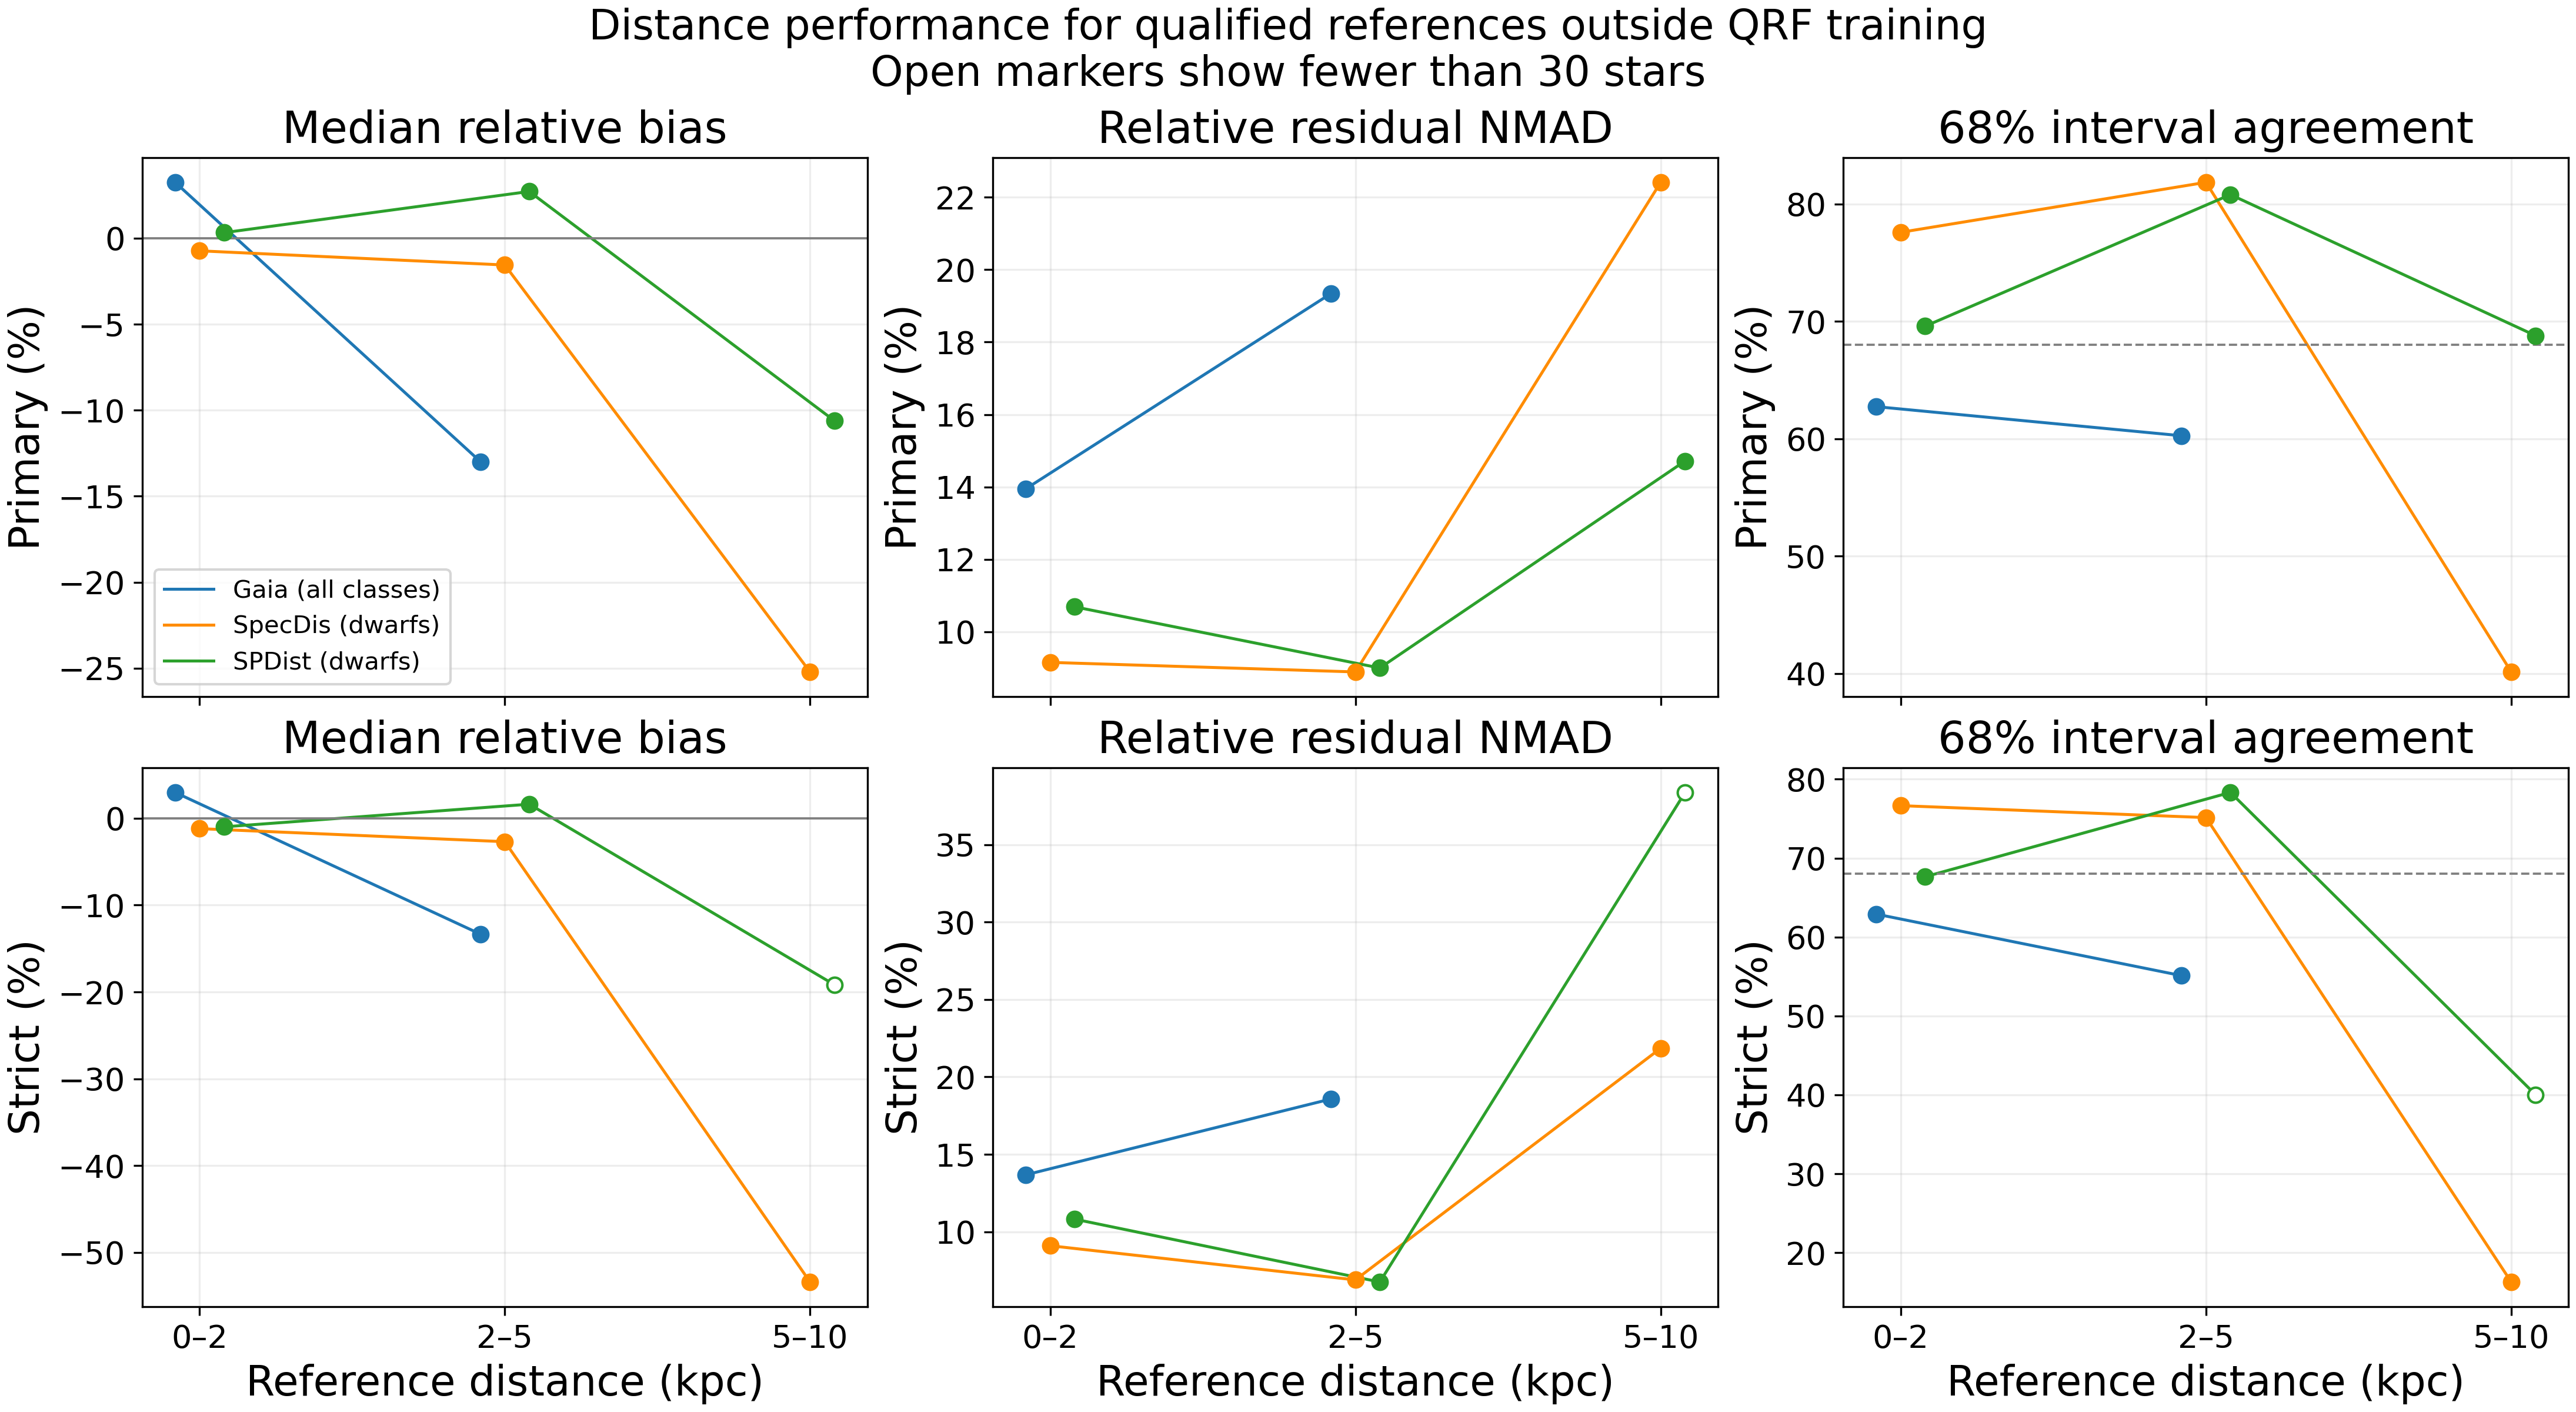 Distance performance for qualified references outside QRF training
Open markers show fewer than 30 stars
Median relative bias
Relative residual NMAD
68% interval agreement
Primary (%)
0
−5
−10
−15
−20
−25
Gaia (all classes)
SpecDis (dwarfs)
SPDist (dwarfs)
Primary (%)
22
20
18
16
14
12
10
Primary (%)
80
70
60
50
40
Median relative bias
Relative residual NMAD
68% interval agreement
Strict (%)
0
−10
−20
−30
−40
−50
0–2
2–5
5–10
Reference distance (kpc)
Strict (%)
35
30
25
20
15
10
0–2
2–5
5–10
Reference distance (kpc)
Strict (%)
80
70
60
50
40
30
20
0–2
2–5
5–10
Reference distance (kpc)